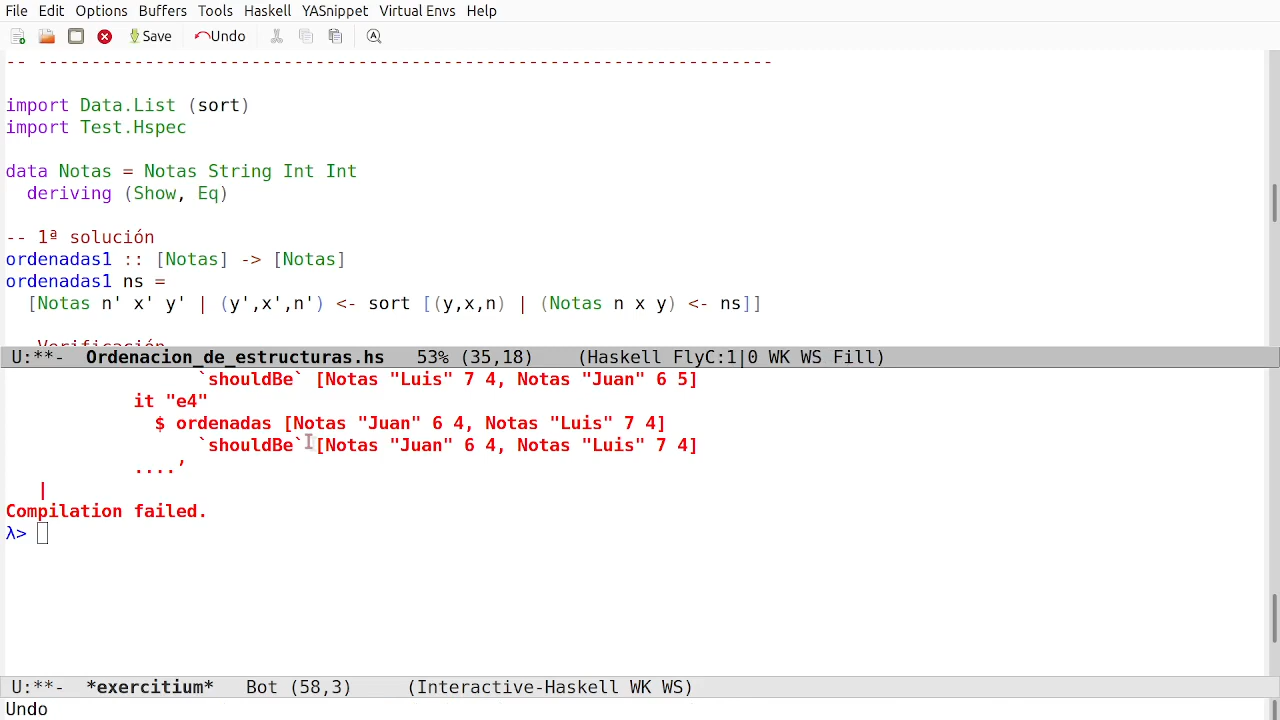 File Edit Options Buffers Tools Haskell YASnippet Virtual Envs Help
Save Undo
-- ---------------------------------------------------------------------
import Data.List (sort)
import Test.Hspec
data Notas = Notas String Int Int
  deriving (Show, Eq)
-- 1ª solución
ordenadas1 :: [Notas] -> [Notas]
ordenadas1 ns =
  [Notas n' x' y' | (y',x',n') <- sort [(y,x,n) | (Notas n x y) <- ns]]
-- Verificación
U:**-  Ordenacion_de_estructuras.hs   53% (35,18)    (Haskell FlyC:1|0 WK WS Fill)
`shouldBe` [Notas "Luis" 7 4, Notas "Juan" 6 5]
it "e4"
$ ordenadas [Notas "Juan" 6 4, Notas "Luis" 7 4]
`shouldBe` [Notas "Juan" 6 4, Notas "Luis" 7 4]
....’
|
Compilation failed.
λ>
U:**-  *exercitium*   Bot (58,3)     (Interactive-Haskell WK WS)
Undo